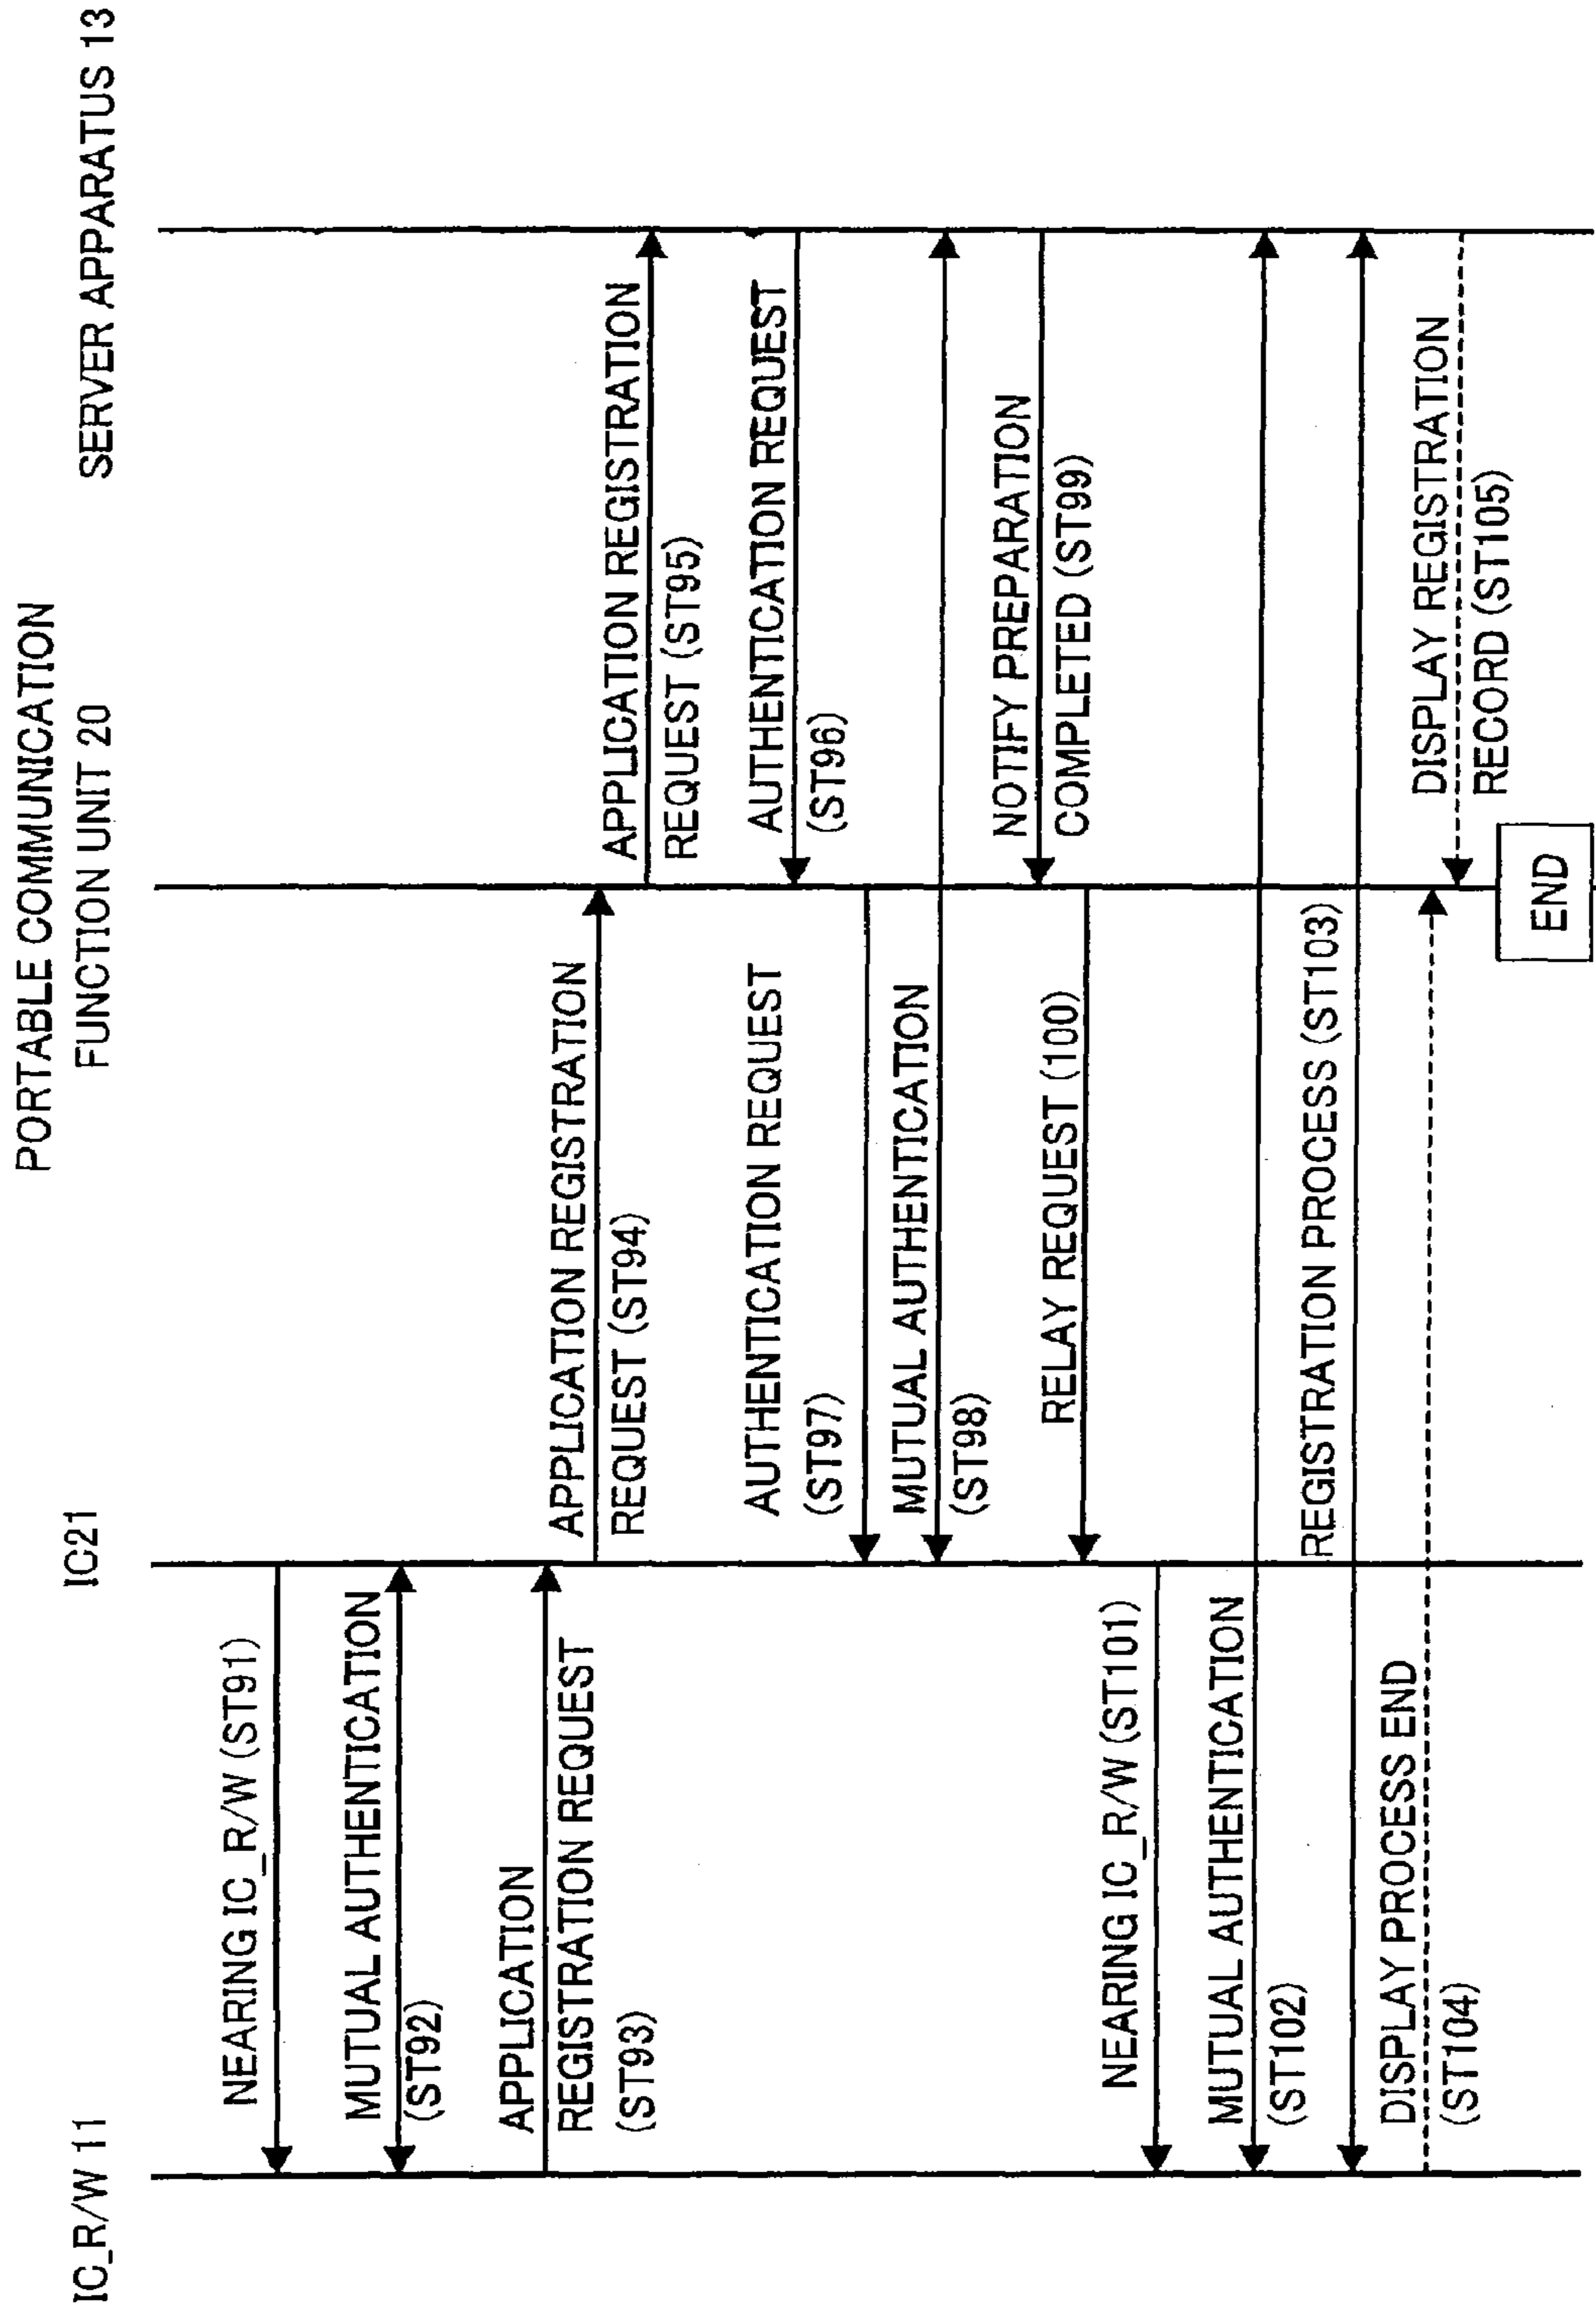 PORTABLE COMMUNICATION
FUNCTION UNIT 20
IC_R/W 11
IC21
SERVER APPARATUS 13
NEARING IC_R/W (ST91)
MUTUAL AUTHENTICATION
(ST92)
APPLICATION
REGISTRATION REQUEST
(ST93)
APPLICATION REGISTRATION
REQUEST (ST94)
APPLICATION REGISTRATION
REQUEST (ST95)
AUTHENTICATION REQUEST
(ST96)
AUTHENTICATION REQUEST
(ST97)
MUTUAL AUTHENTICATION
(ST98)
NOTIFY PREPARATION
COMPLETED (ST99)
RELAY REQUEST (100)
NEARING IC_R/W (ST101)
MUTUAL AUTHENTICATION
(ST102)
REGISTRATION PROCESS (ST103)
DISPLAY PROCESS END
(ST104)
DISPLAY REGISTRATION
RECORD (ST105)
END